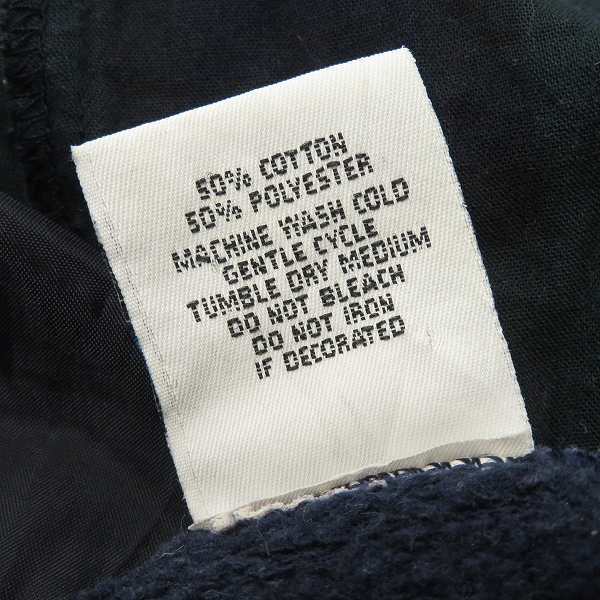 50% COTTON
50% POLYESTER
MACHINE WASH COLD
GENTLE CYCLE
TUMBLE DRY MEDIUM
DO NOT BLEACH
DO NOT IRON
IF DECORATED